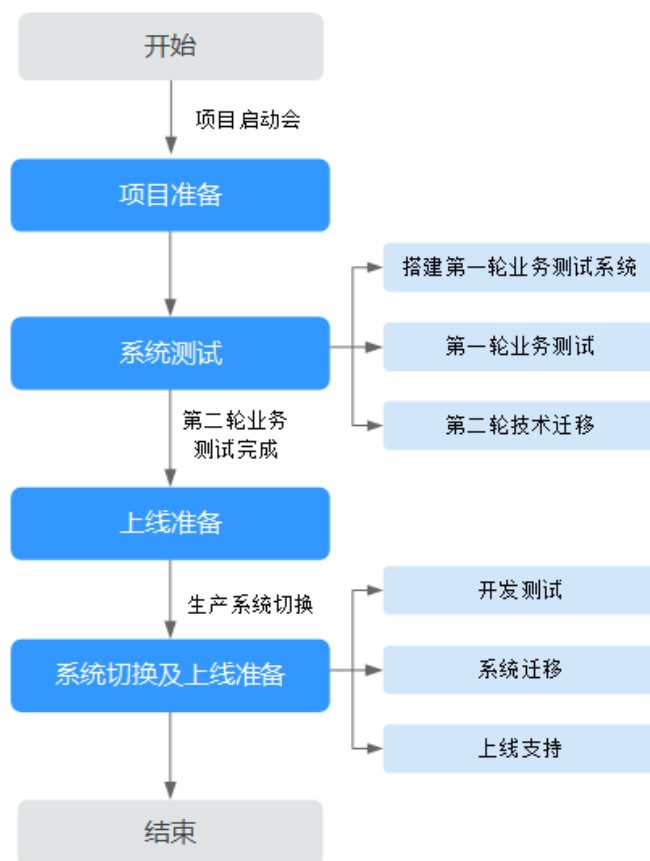 开始
项目启动会
项目准备
搭建第一轮业务测试系统
系统测试
第一轮业务测试
第二轮技术迁移
第二轮业务
测试完成
上线准备
开发测试
生产系统切换
系统切换及上线准备
系统迁移
上线支持
结束